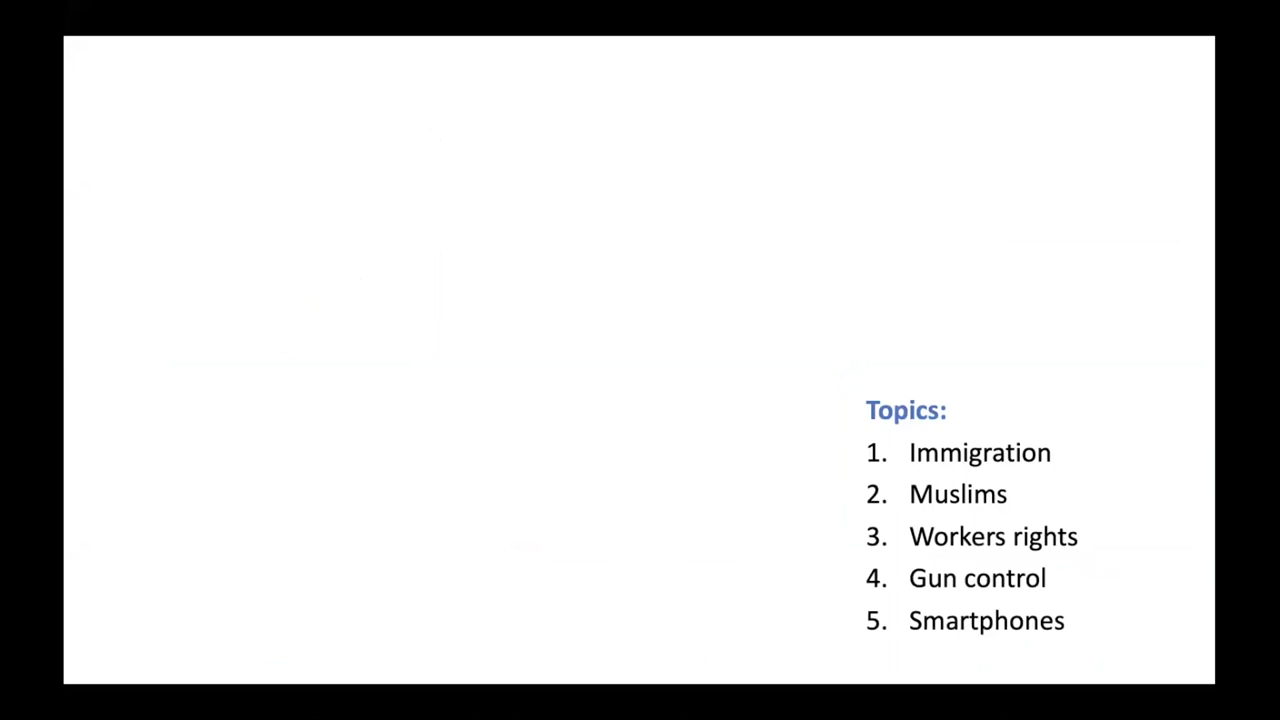 Topics:
1. Immigration
2. Muslims
3. Workers rights
4. Gun control
5. Smartphones